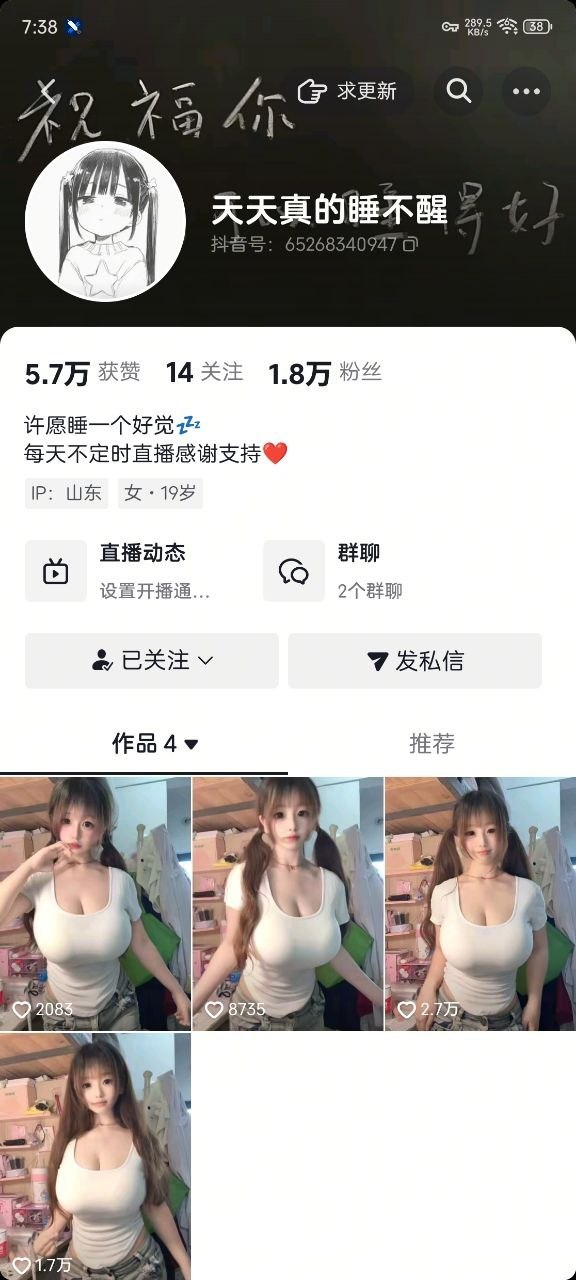 7:38
289.5
KB/s
38
祝福你
求更新
天天真的睡不醒
得好
抖音号：65268340947
5.7万 获赞 14 关注 1.8万 粉丝
许愿睡一个好觉💤
每天不定时直播感谢支持❤️
IP：山东 女·19岁
直播动态
设置开播通...
群聊
2个群聊
已关注
发私信
作品 4
推荐
2083
8735
2.7万
1.7万